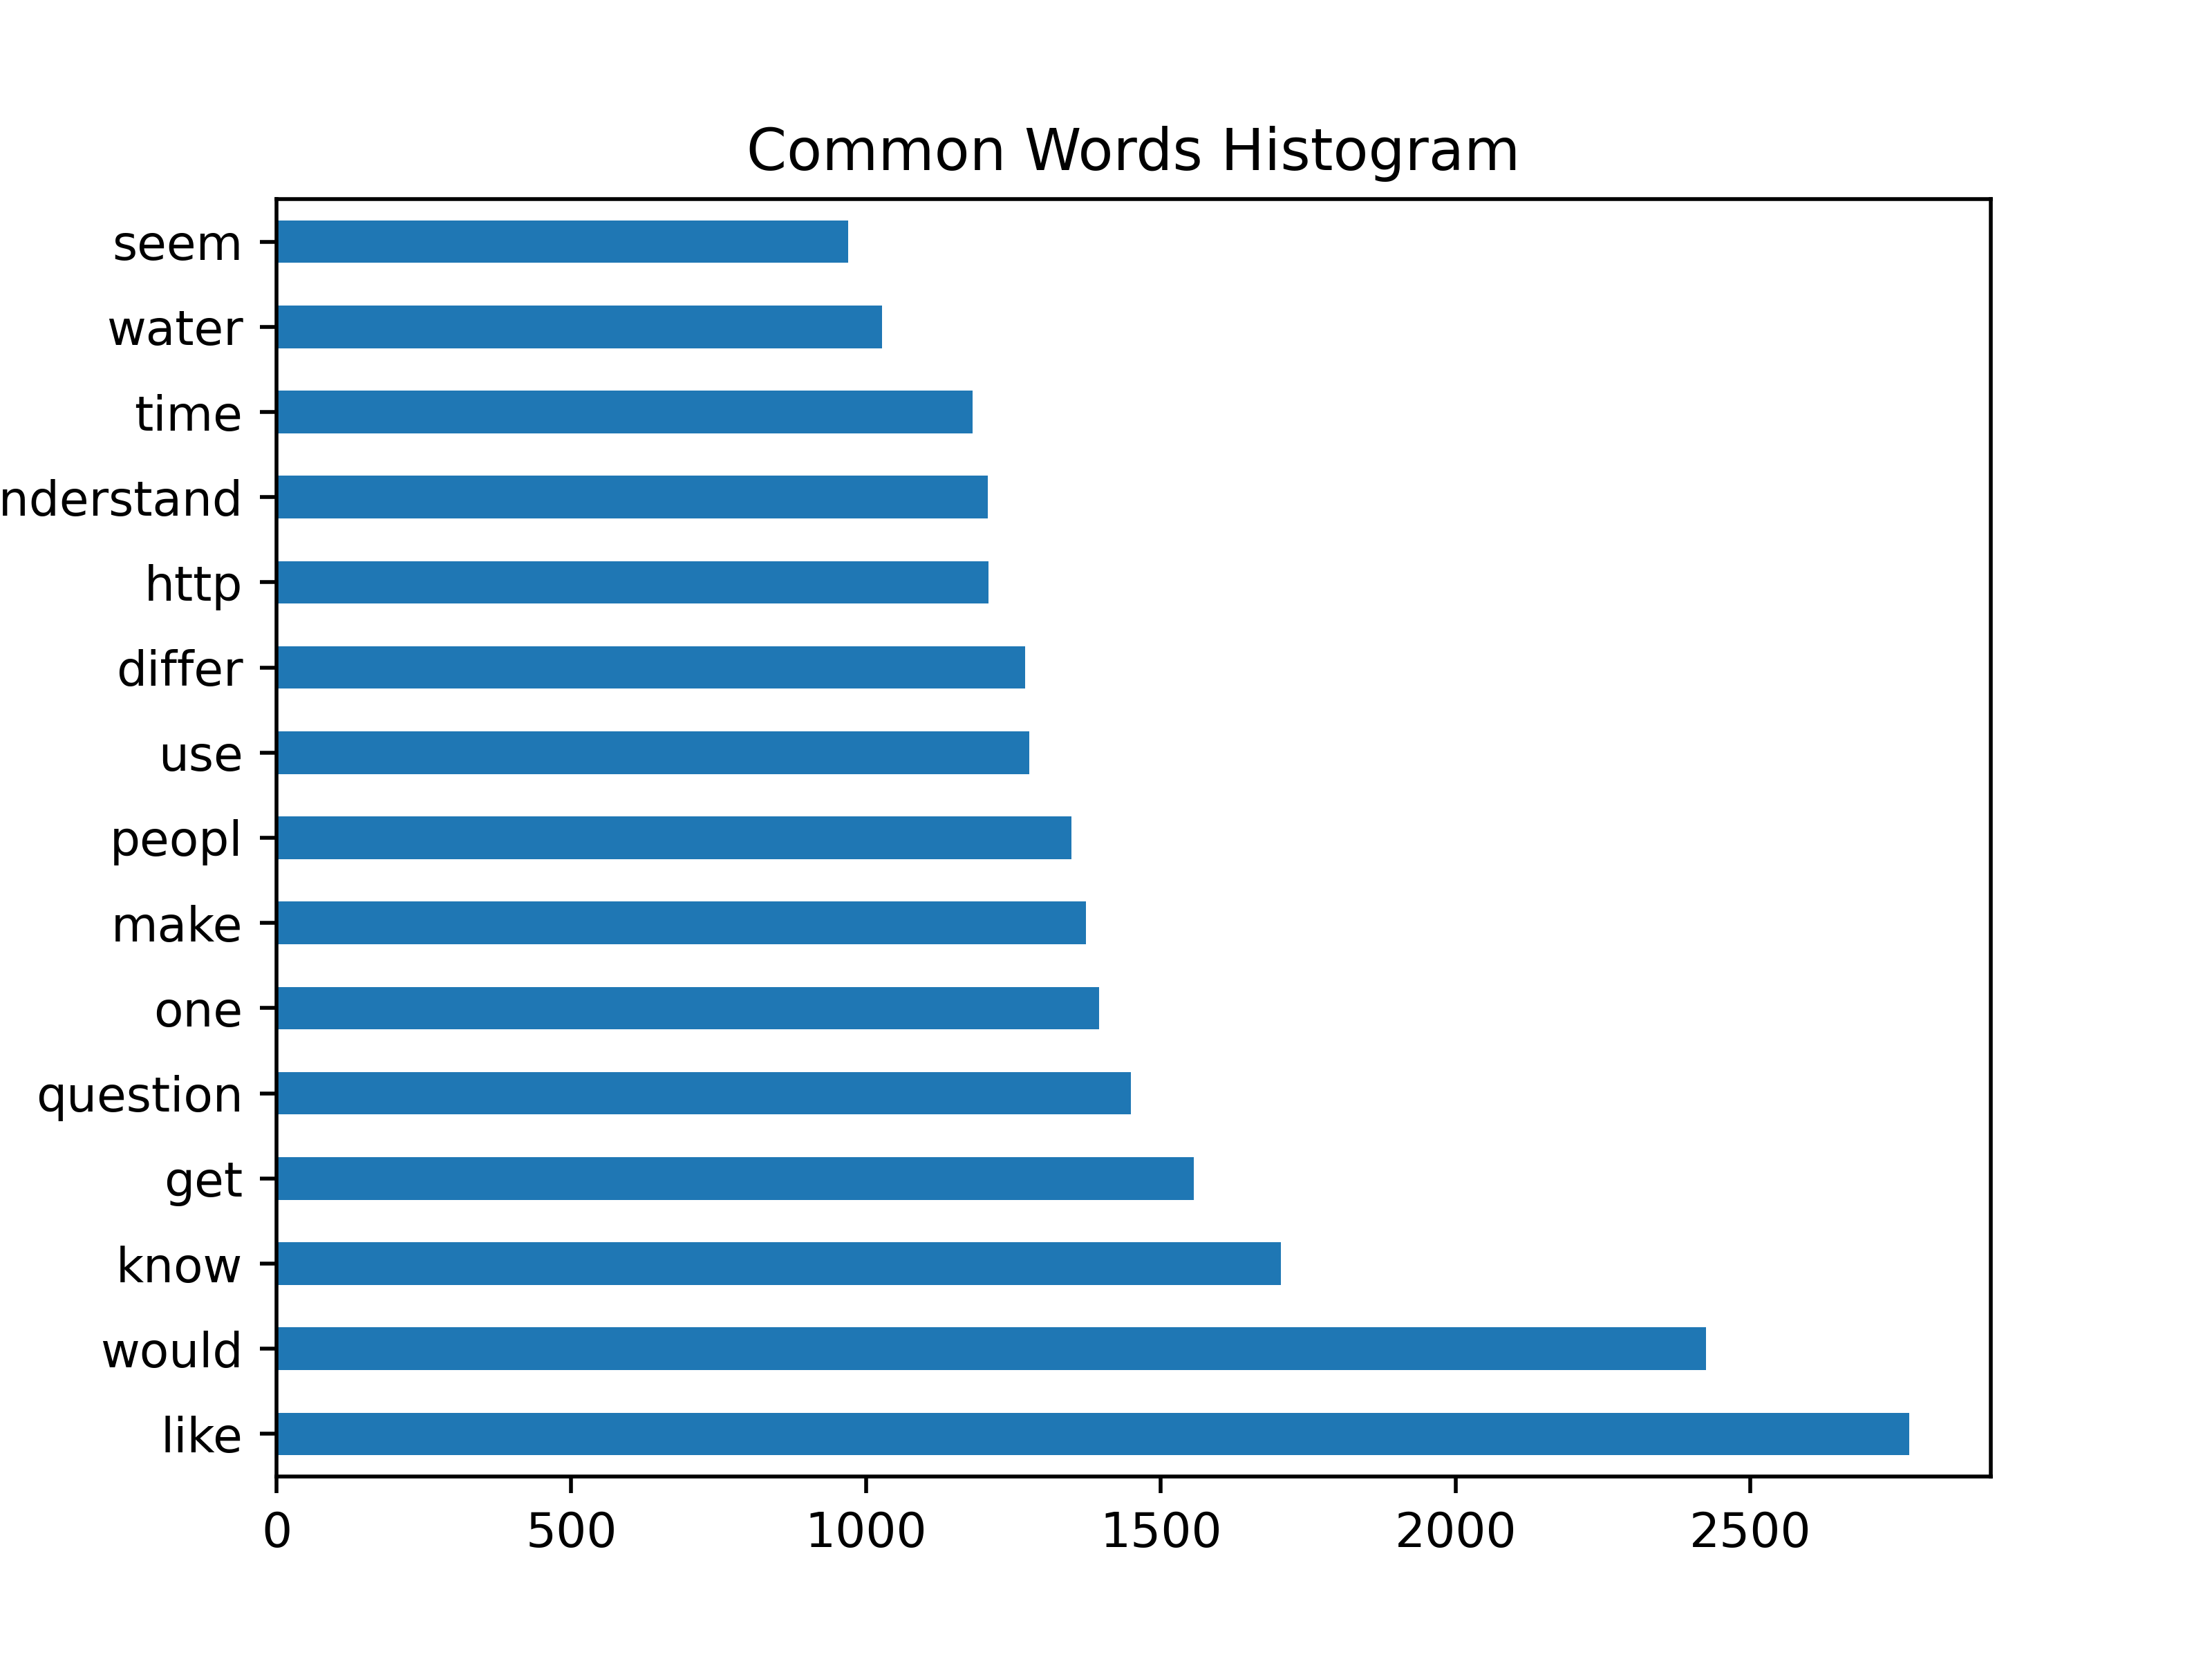 Common Words Histogram
seem
water
time
nderstand
http
differ
use
peopl
make
one
question
get
know
would
like
0 500 1000 1500 2000 2500